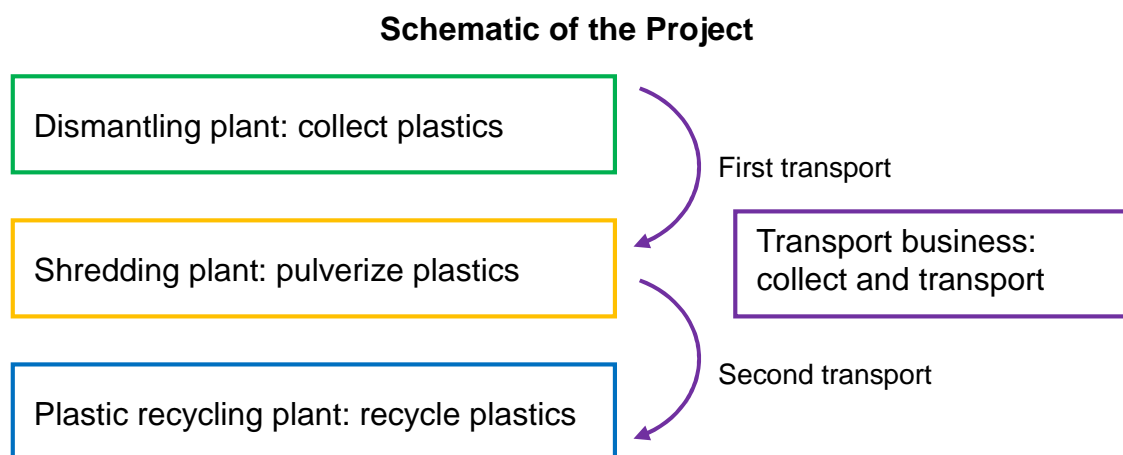 Schematic of the Project
Dismantling plant: collect plastics
First transport
Shredding plant: pulverize plastics
Transport business:
collect and transport
Second transport
Plastic recycling plant: recycle plastics